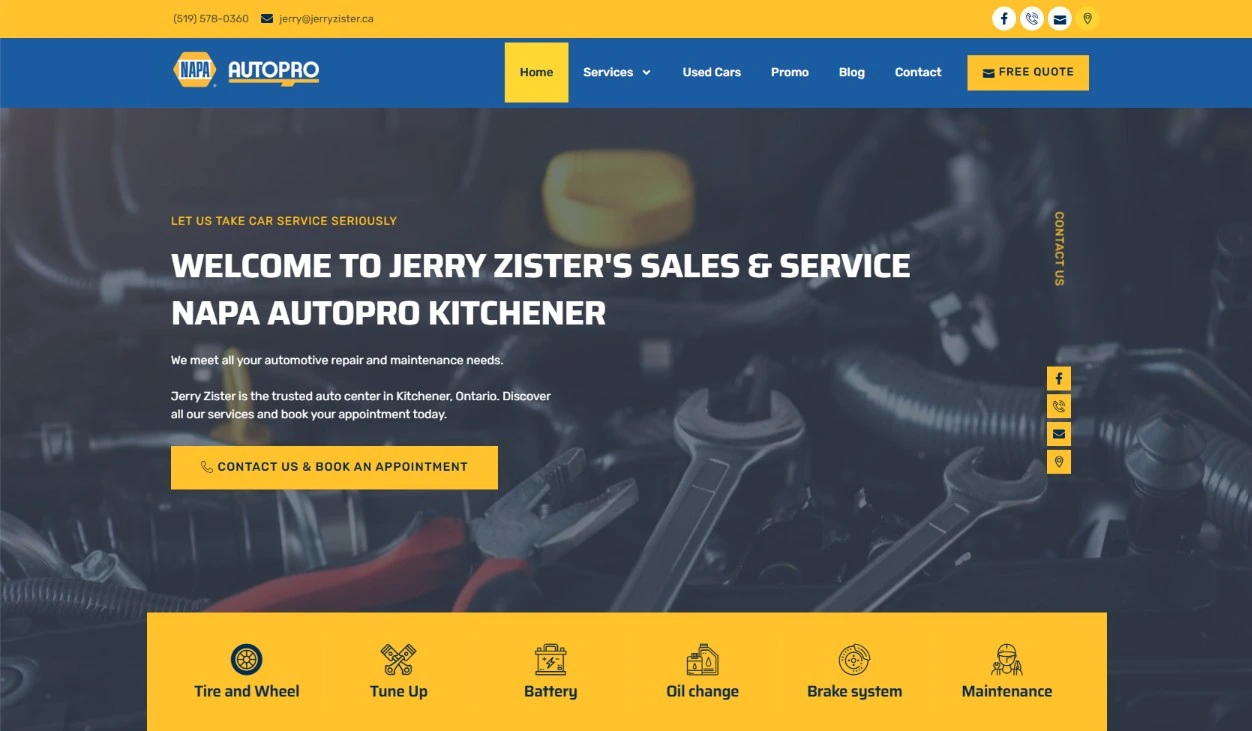 (519) 578-0360 jerry@jerryzister.ca
NAPA AUTOPRO
Home Services Used Cars Promo Blog Contact FREE QUOTE
LET US TAKE CAR SERVICE SERIOUSLY
WELCOME TO JERRY ZISTER'S SALES & SERVICE
NAPA AUTOPRO KITCHENER
We meet all your automotive repair and maintenance needs.
Jerry Zister is the trusted auto center in Kitchener, Ontario. Discover
all our services and book your appointment today.
CONTACT US & BOOK AN APPOINTMENT
CONTACT US
Tire and Wheel Tune Up Battery Oil change Brake system Maintenance